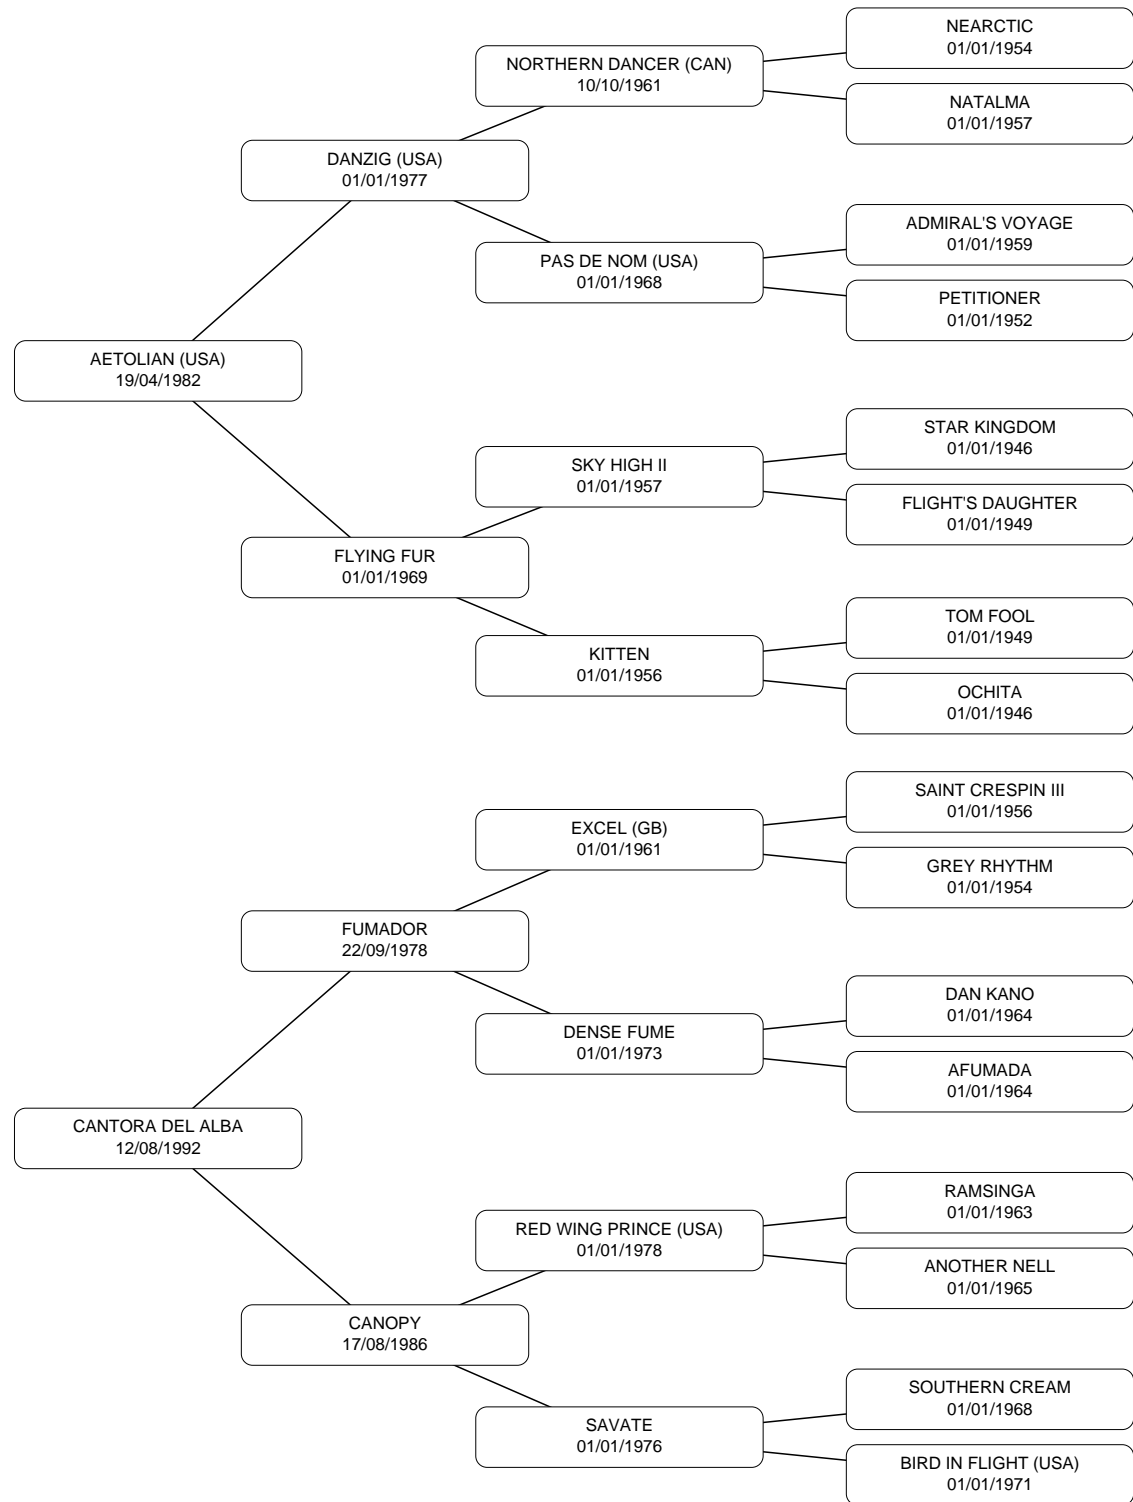 NEARCTIC
01/01/1954
NORTHERN DANCER (CAN)
10/10/1961
NATALMA
01/01/1957
DANZIG (USA)
01/01/1977
ADMIRAL'S VOYAGE
01/01/1959
PAS DE NOM (USA)
01/01/1968
PETITIONER
01/01/1952
AETOLIAN (USA)
19/04/1982
STAR KINGDOM
01/01/1946
SKY HIGH II
01/01/1957
FLIGHT'S DAUGHTER
01/01/1949
FLYING FUR
01/01/1969
TOM FOOL
01/01/1949
KITTEN
01/01/1956
OCHITA
01/01/1946
SAINT CRESPIN III
01/01/1956
EXCEL (GB)
01/01/1961
GREY RHYTHM
01/01/1954
FUMADOR
22/09/1978
DAN KANO
01/01/1964
DENSE FUME
01/01/1973
AFUMADA
01/01/1964
CANTORA DEL ALBA
12/08/1992
RAMSINGA
01/01/1963
RED WING PRINCE (USA)
01/01/1978
ANOTHER NELL
01/01/1965
CANOPY
17/08/1986
SOUTHERN CREAM
01/01/1968
SAVATE
01/01/1976
BIRD IN FLIGHT (USA)
01/01/1971